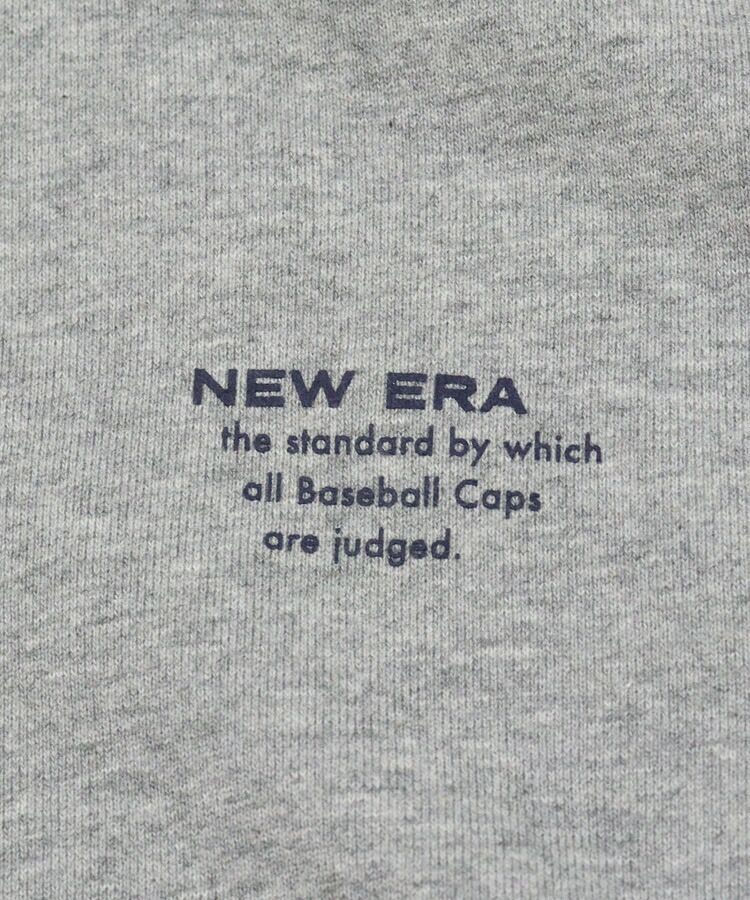 NEW ERA
the standard by which
all Baseball Caps
are judged.